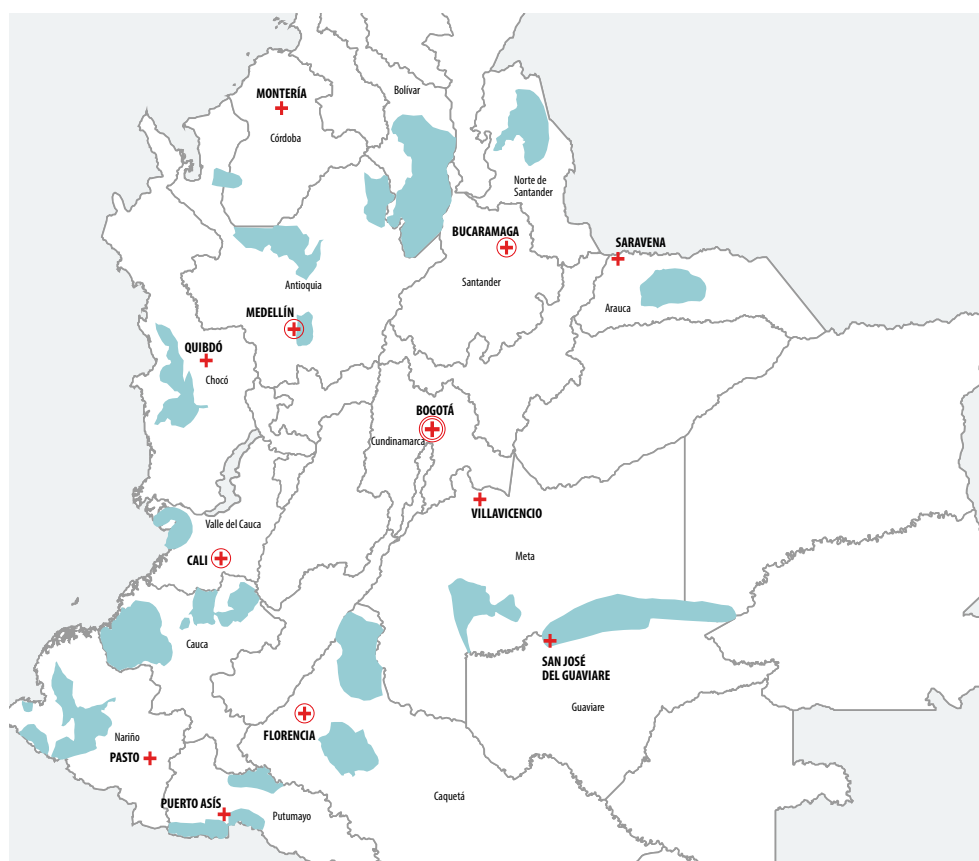 Bolívar
MONTERÍA
Córdoba
Norte de
Santander
BUCARAMAGA
SARAVENA
Santander
Antioquia
Arauca
MEDELLÍN
QUIBDÓ
Chocó
BOGOTÁ
Cundinamarca
VILLAVICENCIO
Valle del Cauca
CALI
Meta
Cauca
SAN JOSÉ
DEL GUAVIARE
Guaviare
FLORENCIA
Nariño
PASTO
Caquetá
PUERTO ASÍS
Putumayo